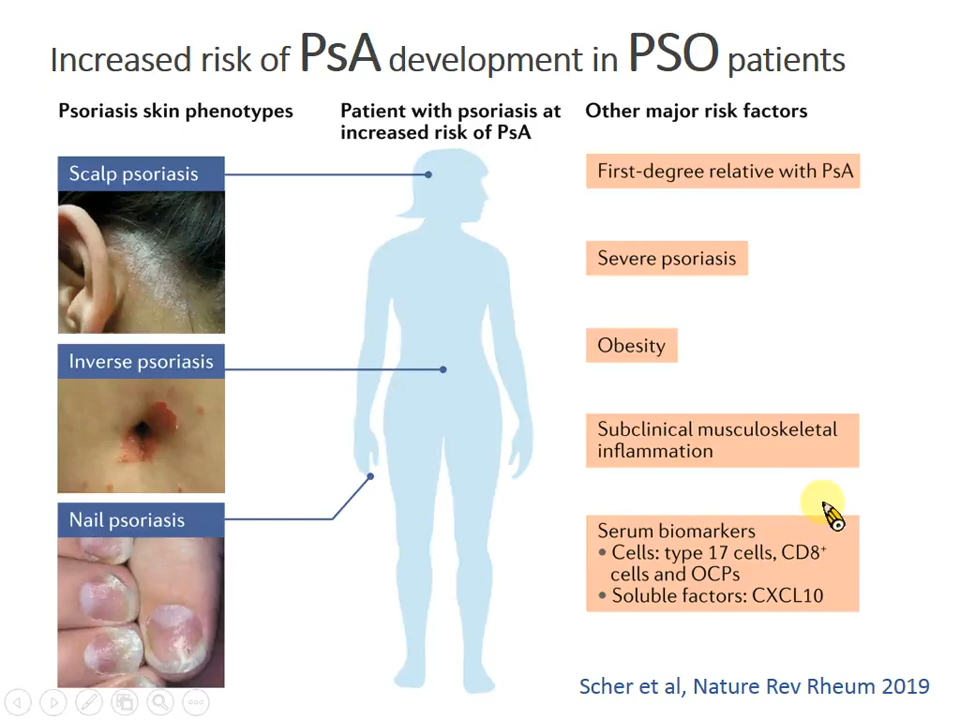 Increased risk of PsA development in PSO patients
Psoriasis skin phenotypes
Scalp psoriasis
Inverse psoriasis
Nail psoriasis
Patient with psoriasis at
increased risk of PsA
Other major risk factors
First-degree relative with PsA
Severe psoriasis
Obesity
Subclinical musculoskeletal
inflammation
Serum biomarkers
• Cells: type 17 cells, CD8⁺
cells and OCPs
• Soluble factors: CXCL10
Scher et al, Nature Rev Rheum 2019